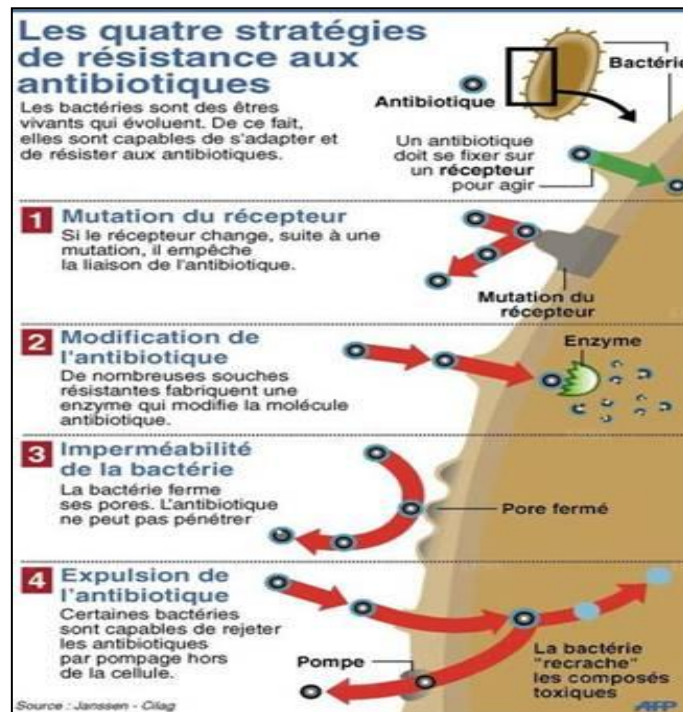 Les quatre stratégies
de résistance aux
antibiotiques
Les bactéries sont des êtres
vivants qui évoluent. De ce fait,
elles sont capables de s'adapter et
de résister aux antibiotiques.
Antibiotique
Bactérie
Un antibiotique
doit se fixer sur
un récepteur
pour agir
1 Mutation du récepteur
Si le récepteur change, suite à une
mutation, il empêche
la liaison de l'antibiotique.
Mutation du
récepteur
2 Modification de
l'antibiotique
De nombreuses souches
résistantes fabriquent une
enzyme qui modifie la molécule
antibiotique.
Enzyme
3 Imperméabilité
de la bactérie
La bactérie ferme
ses pores. L'antibiotique
ne peut pas pénétrer
Pore fermé
4 Expulsion de
l'antibiotique
Certaines bactéries
sont capables de rejeter
les antibiotiques
par pompage hors
de la cellule.
Pompe
La bactérie
"recrache"
les composés
toxiques
Source : Janssen - Cilag
AFP